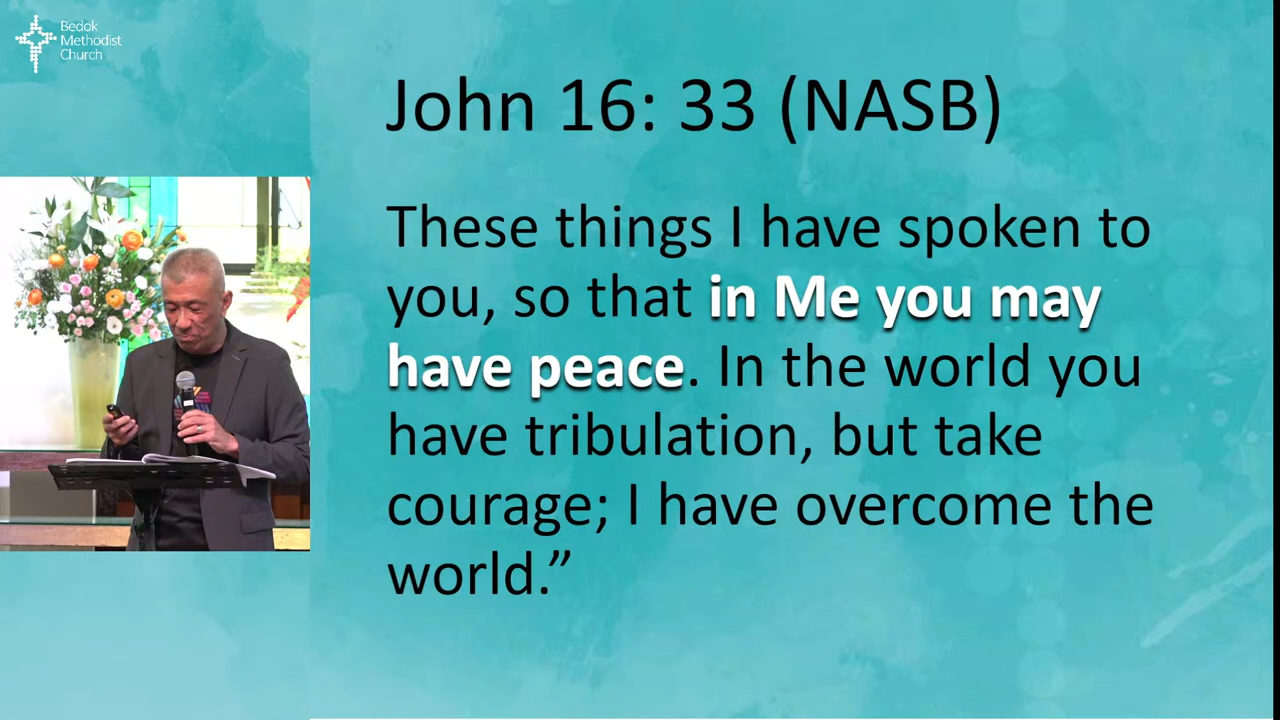 Bedok
Methodist
Church
John 16: 33 (NASB)
These things I have spoken to
you, so that in Me you may
have peace. In the world you
have tribulation, but take
courage; I have overcome the
world.”